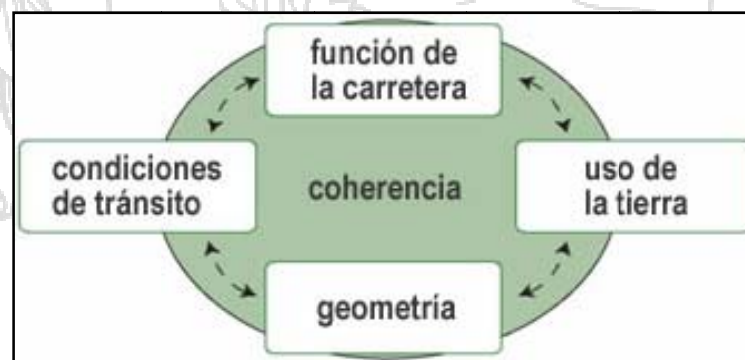 función de
la carretera
condiciones
de tránsito
coherencia
uso de
la tierra
geometría